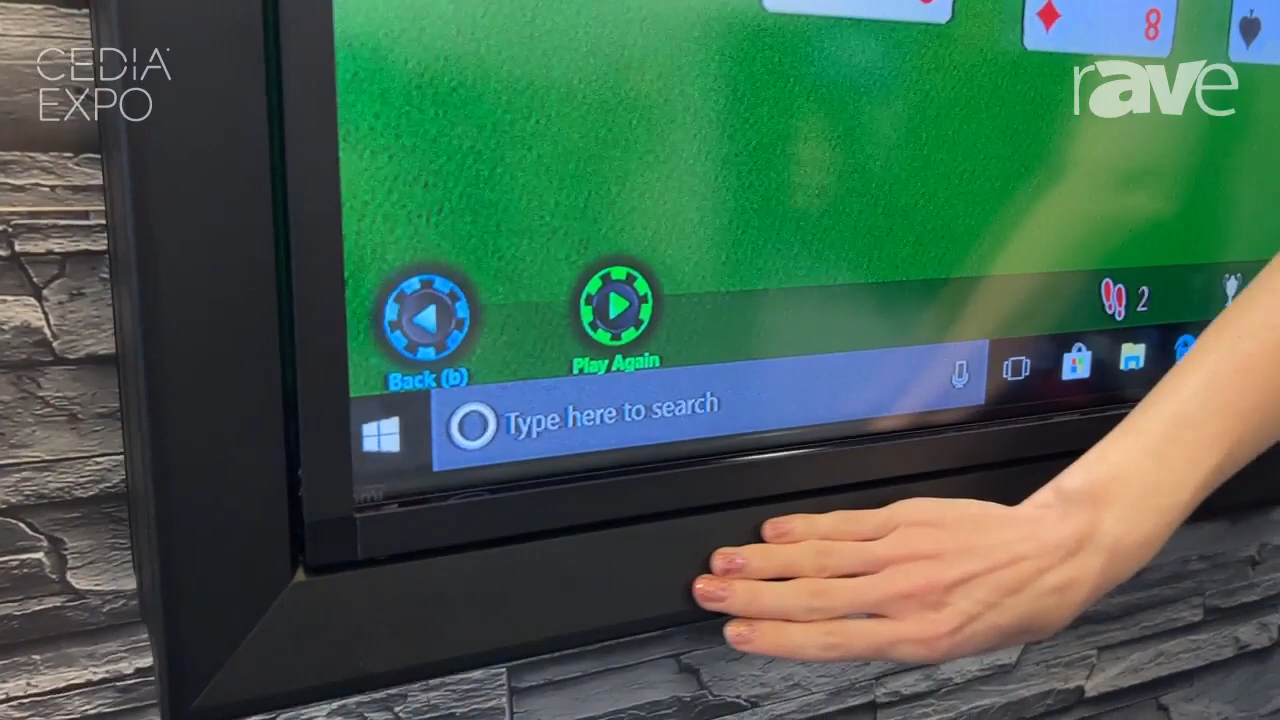 CEDIA
EXPO
rAVe
8
2
Back (b)
Play Again
Type here to search